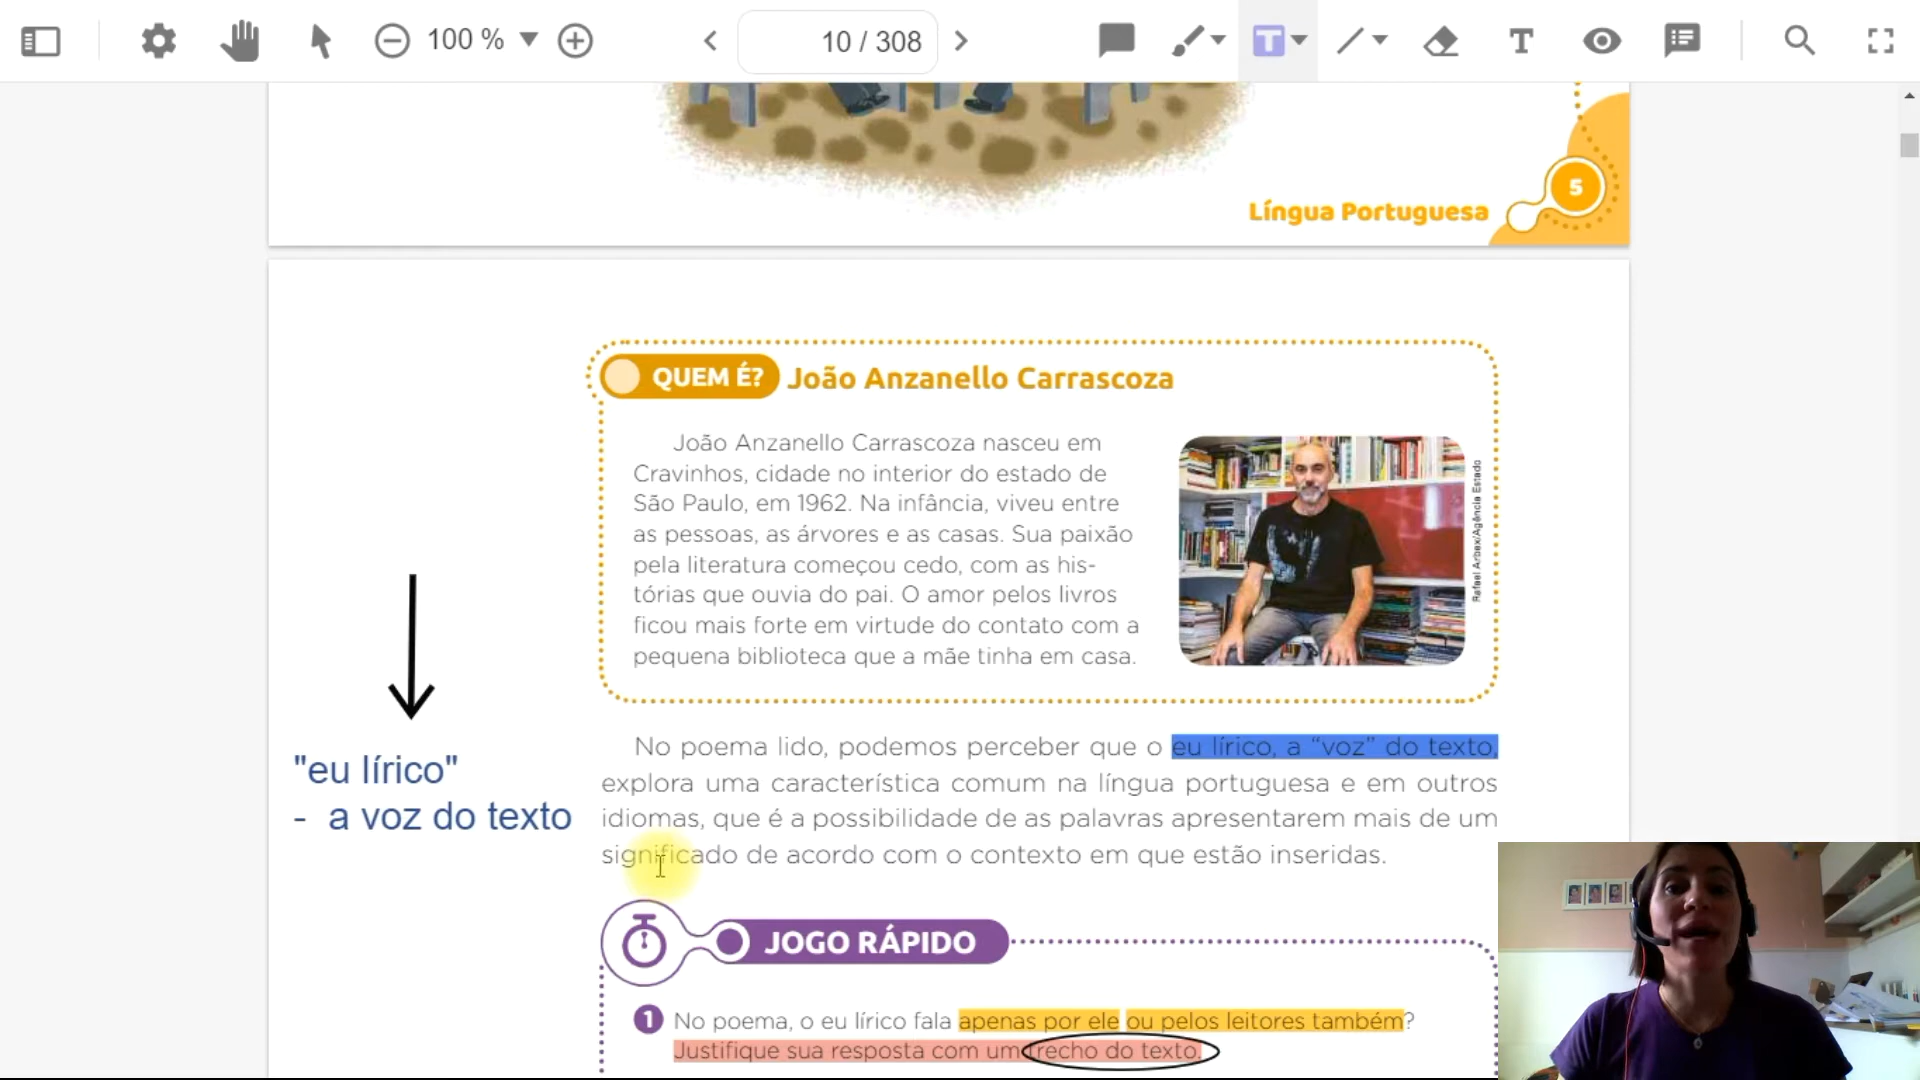 100 %
10 / 308
T
T
5
Língua Portuguesa
QUEM É? João Anzanello Carrascoza
João Anzanello Carrascoza nasceu em
Cravinhos, cidade no interior do estado de
São Paulo, em 1962. Na infância, viveu entre
as pessoas, as árvores e as casas. Sua paixão
pela literatura começou cedo, com as his-
tórias que ouvia do pai. O amor pelos livros
ficou mais forte em virtude do contato com a
pequena biblioteca que a mãe tinha em casa.
Rafael Arbex/Agência Estado
"eu lírico"
- a voz do texto
No poema lido, podemos perceber que o eu lírico, a “voz” do texto,
explora uma característica comum na língua portuguesa e em outros
idiomas, que é a possibilidade de as palavras apresentarem mais de um
significado de acordo com o contexto em que estão inseridas.
JOGO RÁPIDO
1 No poema, o eu lírico fala apenas por ele ou pelos leitores também?
Justifique sua resposta com um trecho do texto.